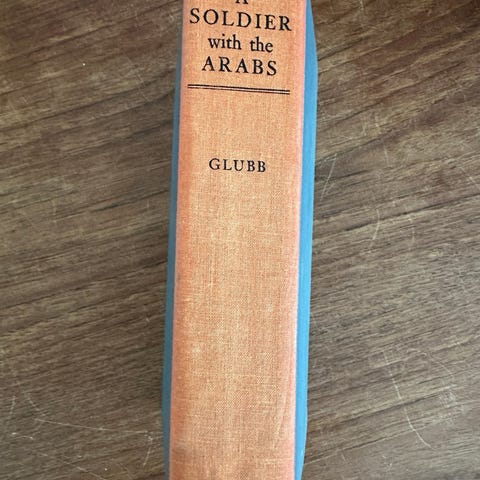 A
SOLDIER
with the
ARABS
GLUBB